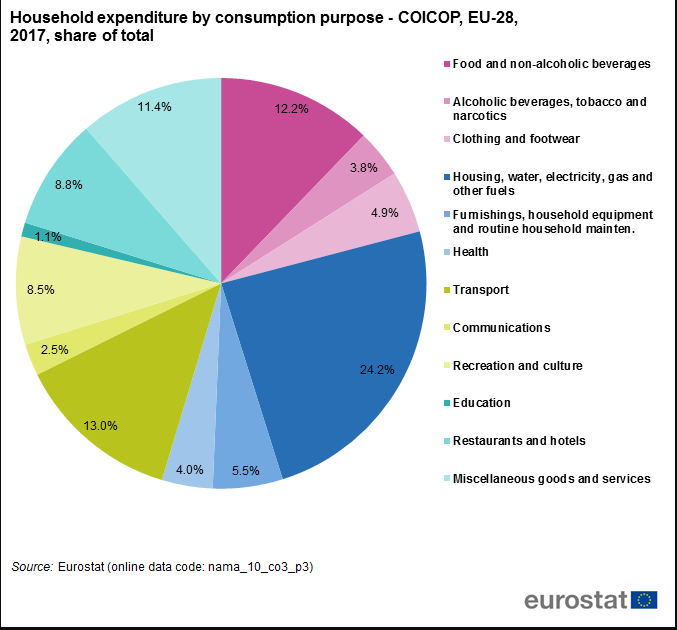 Household expenditure by consumption purpose - COICOP, EU-28,
2017, share of total
11.4%
12.2%
3.8%
4.9%
24.2%
5.5%
4.0%
13.0%
2.5%
8.5%
1.1%
8.8%
Food and non-alcoholic beverages
Alcoholic beverages, tobacco and
narcotics
Clothing and footwear
Housing, water, electricity, gas and
other fuels
Furnishings, household equipment
and routine household mainten.
Health
Transport
Communications
Recreation and culture
Education
Restaurants and hotels
Miscellaneous goods and services
Source: Eurostat (online data code: nama_10_co3_p3)
eurostat